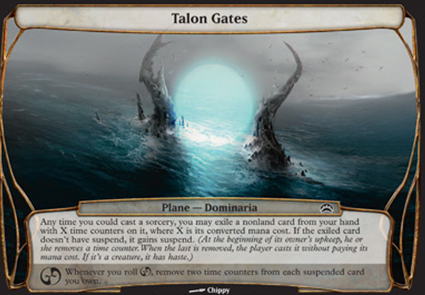 Talon Gates
Plane — Dominaria
Any time you could cast a sorcery, you may exile a nonland card from your hand
with X time counters on it, where X is its converted mana cost. If the exiled card
doesn't have suspend, it gains suspend. (At the beginning of its owner's upkeep, he or
she removes a time counter. When the last is removed, the player casts it without paying its
mana cost. If it's a creature, it has haste.)
Whenever you roll , remove two time counters from each suspended card
you own.
Chippy